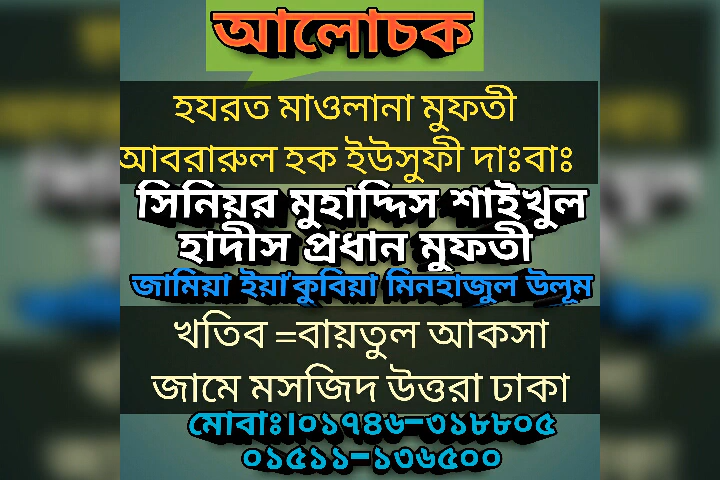 আলোচক
হযরত মাওলানা মুফতী
আবরারুল হক ইউসুফী দাঃবাঃ
সিনিয়র মুহাদ্দিস শাইখুল
হাদীস প্রধান মুফতী
জামিয়া ইয়া'কুবিয়া মিনহাজুল উলূম
খতিব =বায়তুল আকসা
জামে মসজিদ উত্তরা ঢাকা
মোবাঃ।০১৭৪৬-৩১৮৮০৫
০১৫১১-১৩৬৫০০